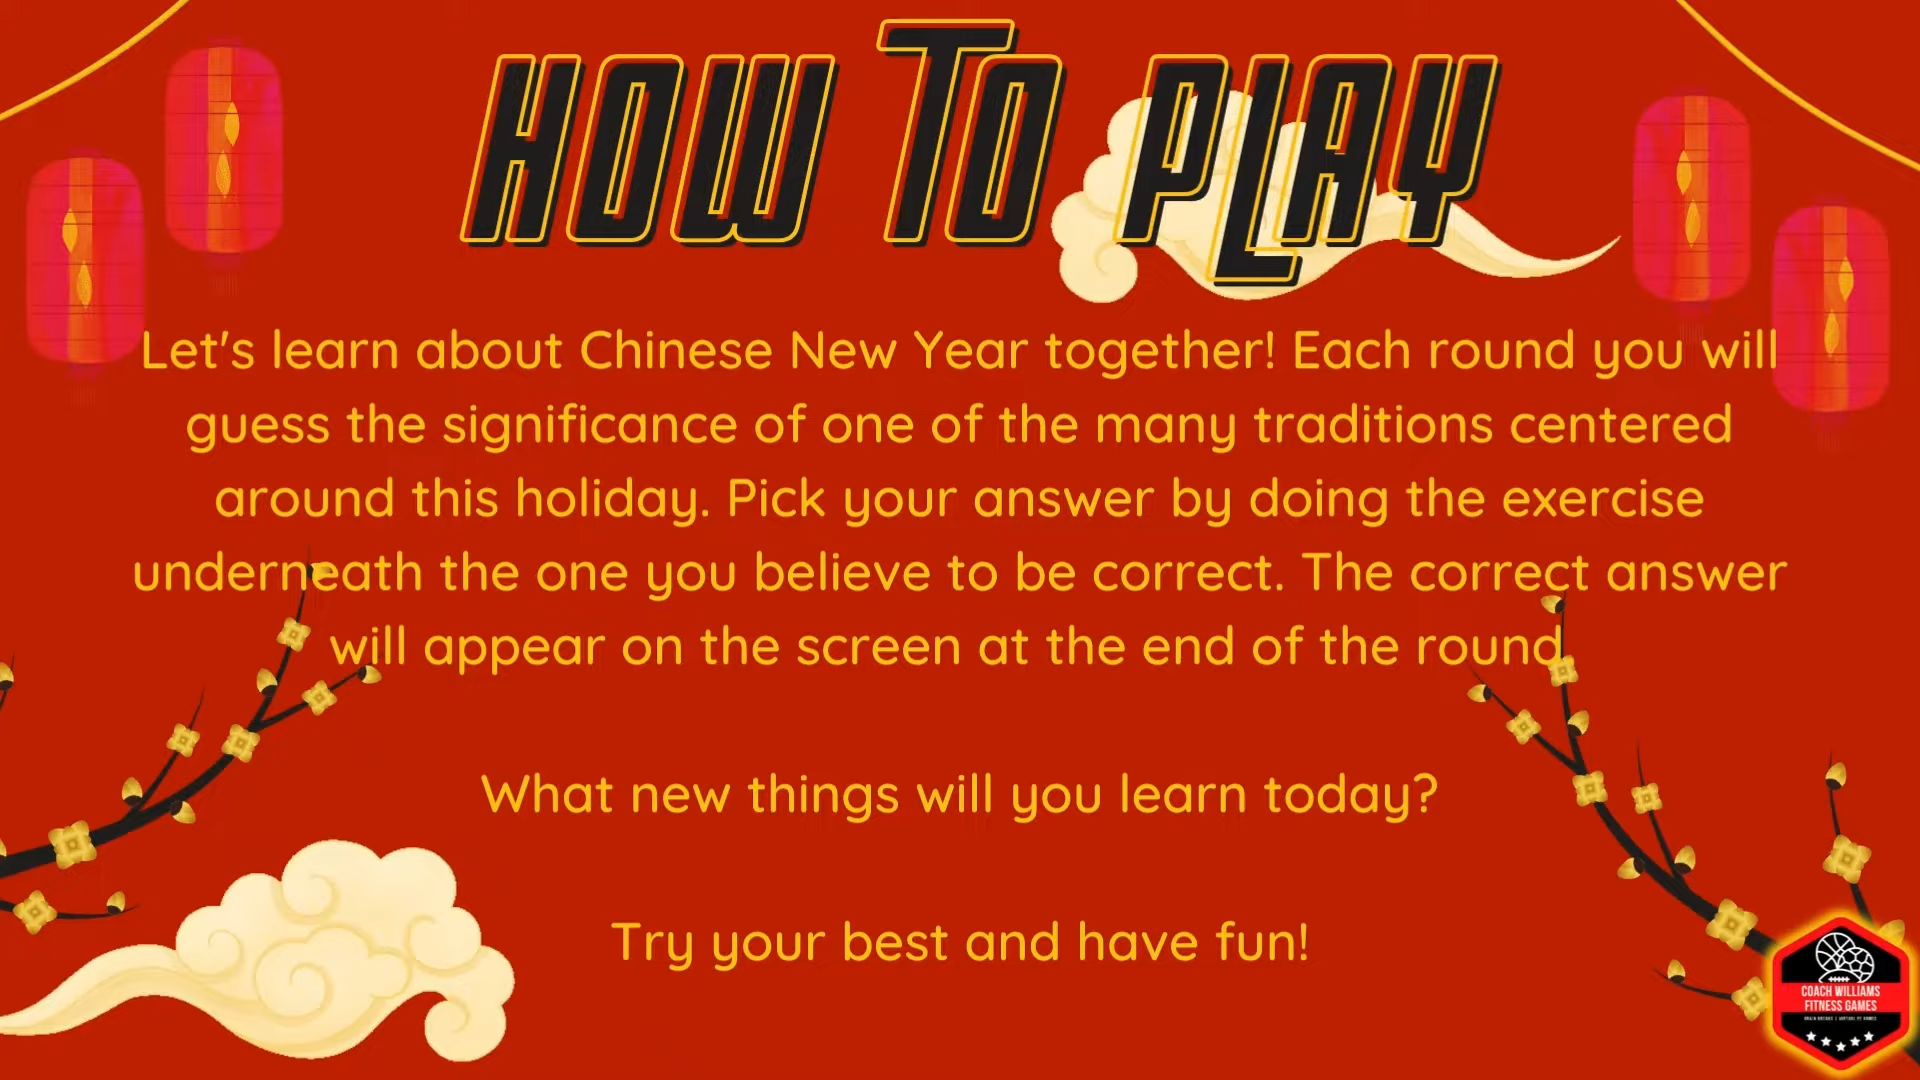 HOW TO PLAY
Let's learn about Chinese New Year together! Each round you will
guess the significance of one of the many traditions centered
around this holiday. Pick your answer by doing the exercise
underneath the one you believe to be correct. The correct answer
will appear on the screen at the end of the round
What new things will you learn today?
Try your best and have fun!
COACH WILLIAMS
FITNESS GAMES